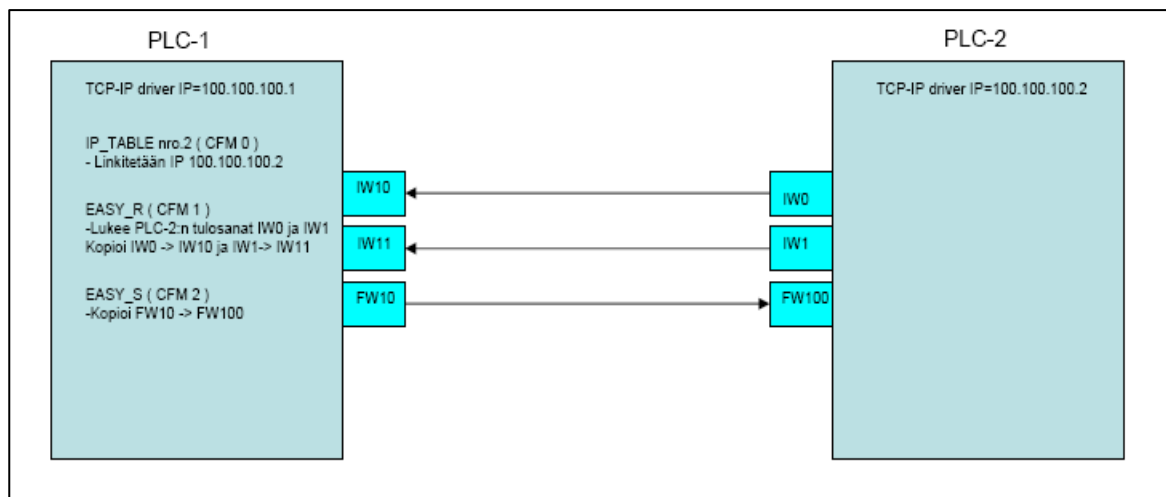 PLC-1
PLC-2
TCP-IP driver IP=100.100.100.1
IP_TABLE nro.2 ( CFM 0 )
- Linkitetään IP 100.100.100.2
EASY_R ( CFM 1 )
-Lukee PLC-2:n tulosanat IW0 ja IW1
Kopioi IW0 -> IW10 ja IW1-> IW11
EASY_S ( CFM 2 )
-Kopioi FW10 -> FW100
IW10
IW11
FW10
TCP-IP driver IP=100.100.100.2
IW0
IW1
FW100